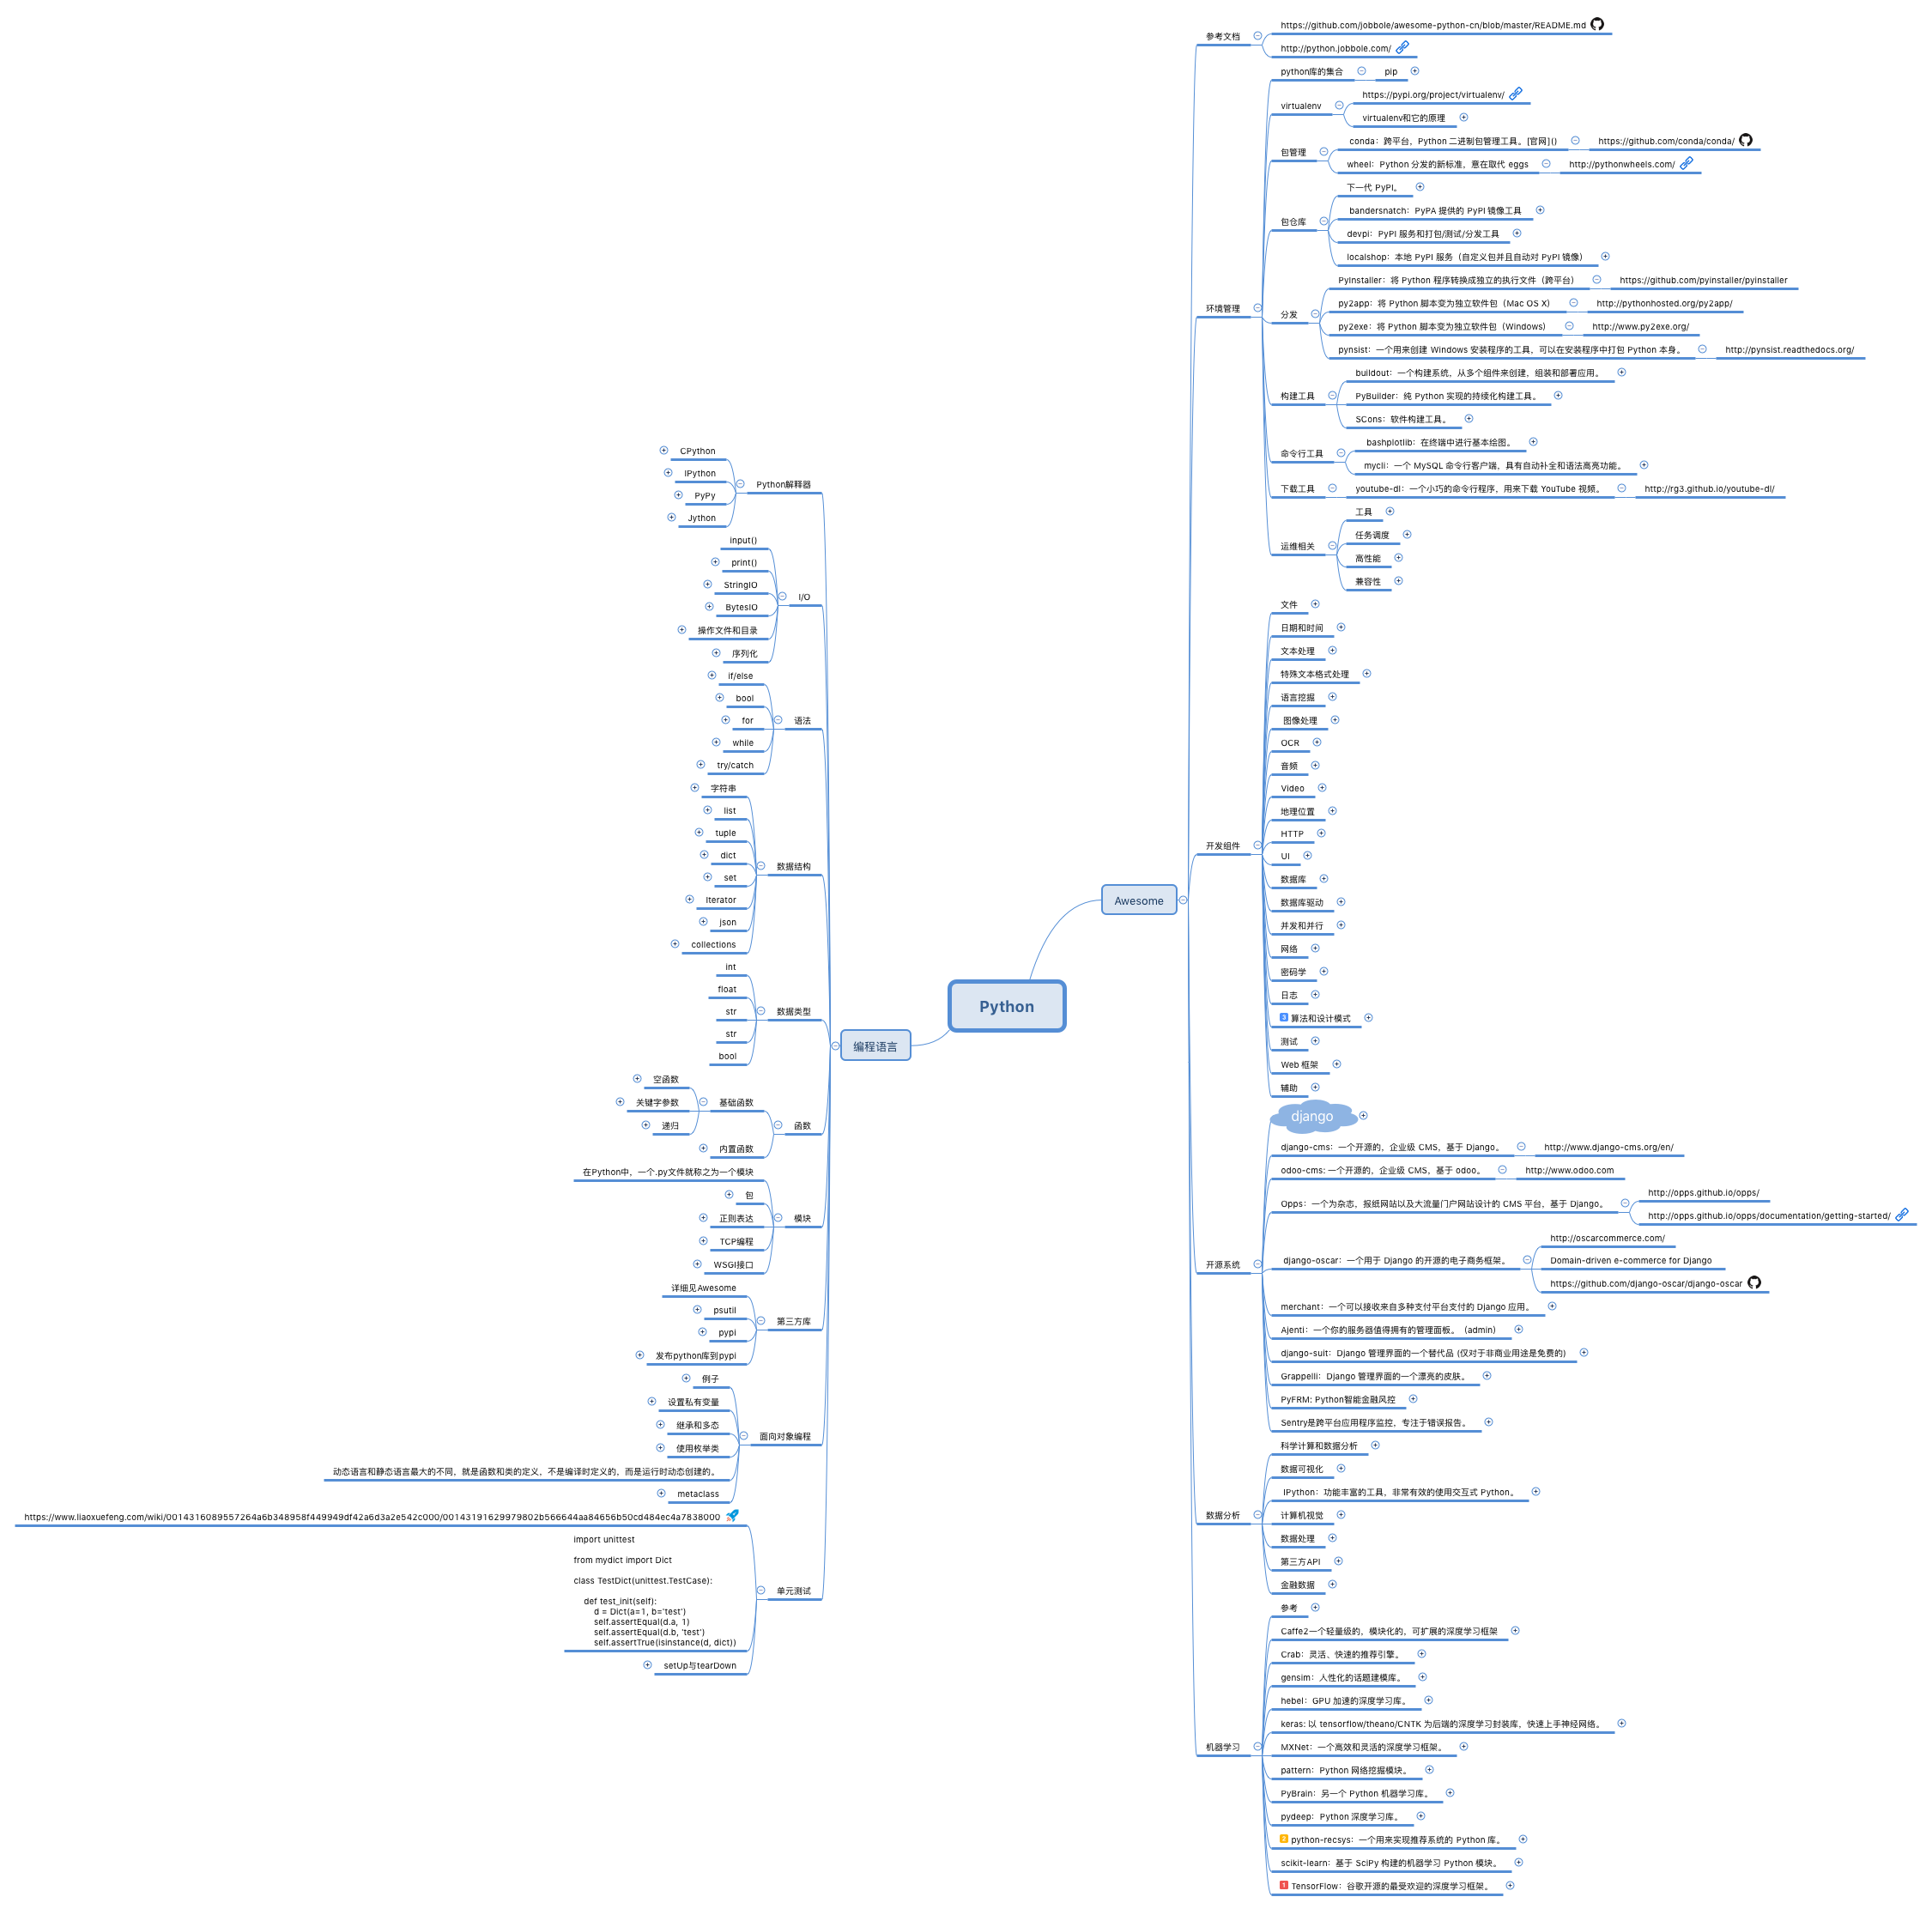 Python
Awesome
参考文档
https://github.com/jobbole/awesome-python-cn/blob/master/README.md
http://python.jobbole.com/
环境管理
python库的集合
pip
virtualenv
https://pypi.org/project/virtualenv/
virtualenv和它的原理
包管理
conda：跨平台，Python 二进制包管理工具。[官网]()
https://github.com/conda/conda/
wheel：Python 分发的新标准，意在取代 eggs
http://pythonwheels.com/
包仓库
下一代 PyPI。
bandersnatch：PyPA 提供的 PyPI 镜像工具
devpi：PyPI 服务和打包/测试/分发工具
localshop：本地 PyPI 服务（自定义包并且自动对 PyPI 镜像）
分发
PyInstaller：将 Python 程序转换成独立的执行文件（跨平台）
https://github.com/pyinstaller/pyinstaller
py2app：将 Python 脚本变为独立软件包（Mac OS X）
http://pythonhosted.org/py2app/
py2exe：将 Python 脚本变为独立软件包（Windows）
http://www.py2exe.org/
pynsist：一个用来创建 Windows 安装程序的工具，可以在安装程序中打包 Python 本身。
http://pynsist.readthedocs.org/
构建工具
buildout：一个构建系统，从多个组件来创建，组装和部署应用。
PyBuilder：纯 Python 实现的持续化构建工具。
SCons：软件构建工具。
命令行工具
bashplotlib：在终端中进行基本绘图。
mycli：一个 MySQL 命令行客户端，具有自动补全和语法高亮功能。
下载工具
youtube-dl：一个小巧的命令行程序，用来下载 YouTube 视频。
http://rg3.github.io/youtube-dl/
运维相关
工具
任务调度
高性能
兼容性
开发组件
文件
日期和时间
文本处理
特殊文本格式处理
语言挖掘
图像处理
OCR
音频
Video
地理位置
HTTP
UI
数据库
数据库驱动
并发和并行
网络
密码学
日志
3 算法和设计模式
测试
Web 框架
辅助
开源系统
django
django-cms：一个开源的，企业级 CMS，基于 Django。
http://www.django-cms.org/en/
odoo-cms: 一个开源的，企业级 CMS，基于 odoo。
http://www.odoo.com
Opps：一个为杂志，报纸网站以及大流量门户网站设计的 CMS 平台，基于 Django。
http://opps.github.io/opps/
http://opps.github.io/opps/documentation/getting-started/
django-oscar：一个用于 Django 的开源的电子商务框架。
http://oscarcommerce.com/
Domain-driven e-commerce for Django
https://github.com/django-oscar/django-oscar
merchant：一个可以接收来自多种支付平台支付的 Django 应用。
Ajenti：一个你的服务器值得拥有的管理面板。（admin）
django-suit：Django 管理界面的一个替代品 (仅对于非商业用途是免费的)
Grappelli：Django 管理界面的一个漂亮的皮肤。
PyFRM: Python智能金融风控
Sentry是跨平台应用程序监控，专注于错误报告。
数据分析
科学计算和数据分析
数据可视化
IPython：功能丰富的工具，非常有效的使用交互式 Python。
计算机视觉
数据处理
第三方API
金融数据
机器学习
参考
Caffe2一个轻量级的，模块化的，可扩展的深度学习框架
Crab：灵活、快速的推荐引擎。
gensim：人性化的话题建模库。
hebel：GPU 加速的深度学习库。
keras: 以 tensorflow/theano/CNTK 为后端的深度学习封装库，快速上手神经网络。
MXNet：一个高效和灵活的深度学习框架。
pattern：Python 网络挖掘模块。
PyBrain：另一个 Python 机器学习库。
pydeep：Python 深度学习库。
2 python-recsys：一个用来实现推荐系统的 Python 库。
scikit-learn：基于 SciPy 构建的机器学习 Python 模块。
1 TensorFlow：谷歌开源的最受欢迎的深度学习框架。
编程语言
Python解释器
CPython
IPython
PyPy
Jython
I/O
input()
print()
StringIO
BytesIO
操作文件和目录
序列化
语法
if/else
bool
for
while
try/catch
数据结构
字符串
list
tuple
dict
set
Iterator
json
collections
数据类型
int
float
str
str
bool
函数
基础函数
空函数
关键字参数
递归
内置函数
模块
在Python中，一个.py文件就称之为一个模块
包
正则表达
TCP编程
WSGI接口
第三方库
详细见Awesome
psutil
pypi
发布python库到pypi
面向对象编程
例子
设置私有变量
继承和多态
使用枚举类
动态语言和静态语言最大的不同，就是函数和类的定义，不是编译时定义的，而是运行时动态创建的。
metaclass
单元测试
https://www.liaoxuefeng.com/wiki/0014316089557264a6b348958f449949df42a6d3a2e542c000/00143191629979802b566644aa84656b50cd484ec4a7838000
import unittest
from mydict import Dict
class TestDict(unittest.TestCase):
def test_init(self):
d = Dict(a=1, b='test')
self.assertEqual(d.a, 1)
self.assertEqual(d.b, 'test')
self.assertTrue(isinstance(d, dict))
setUp与tearDown